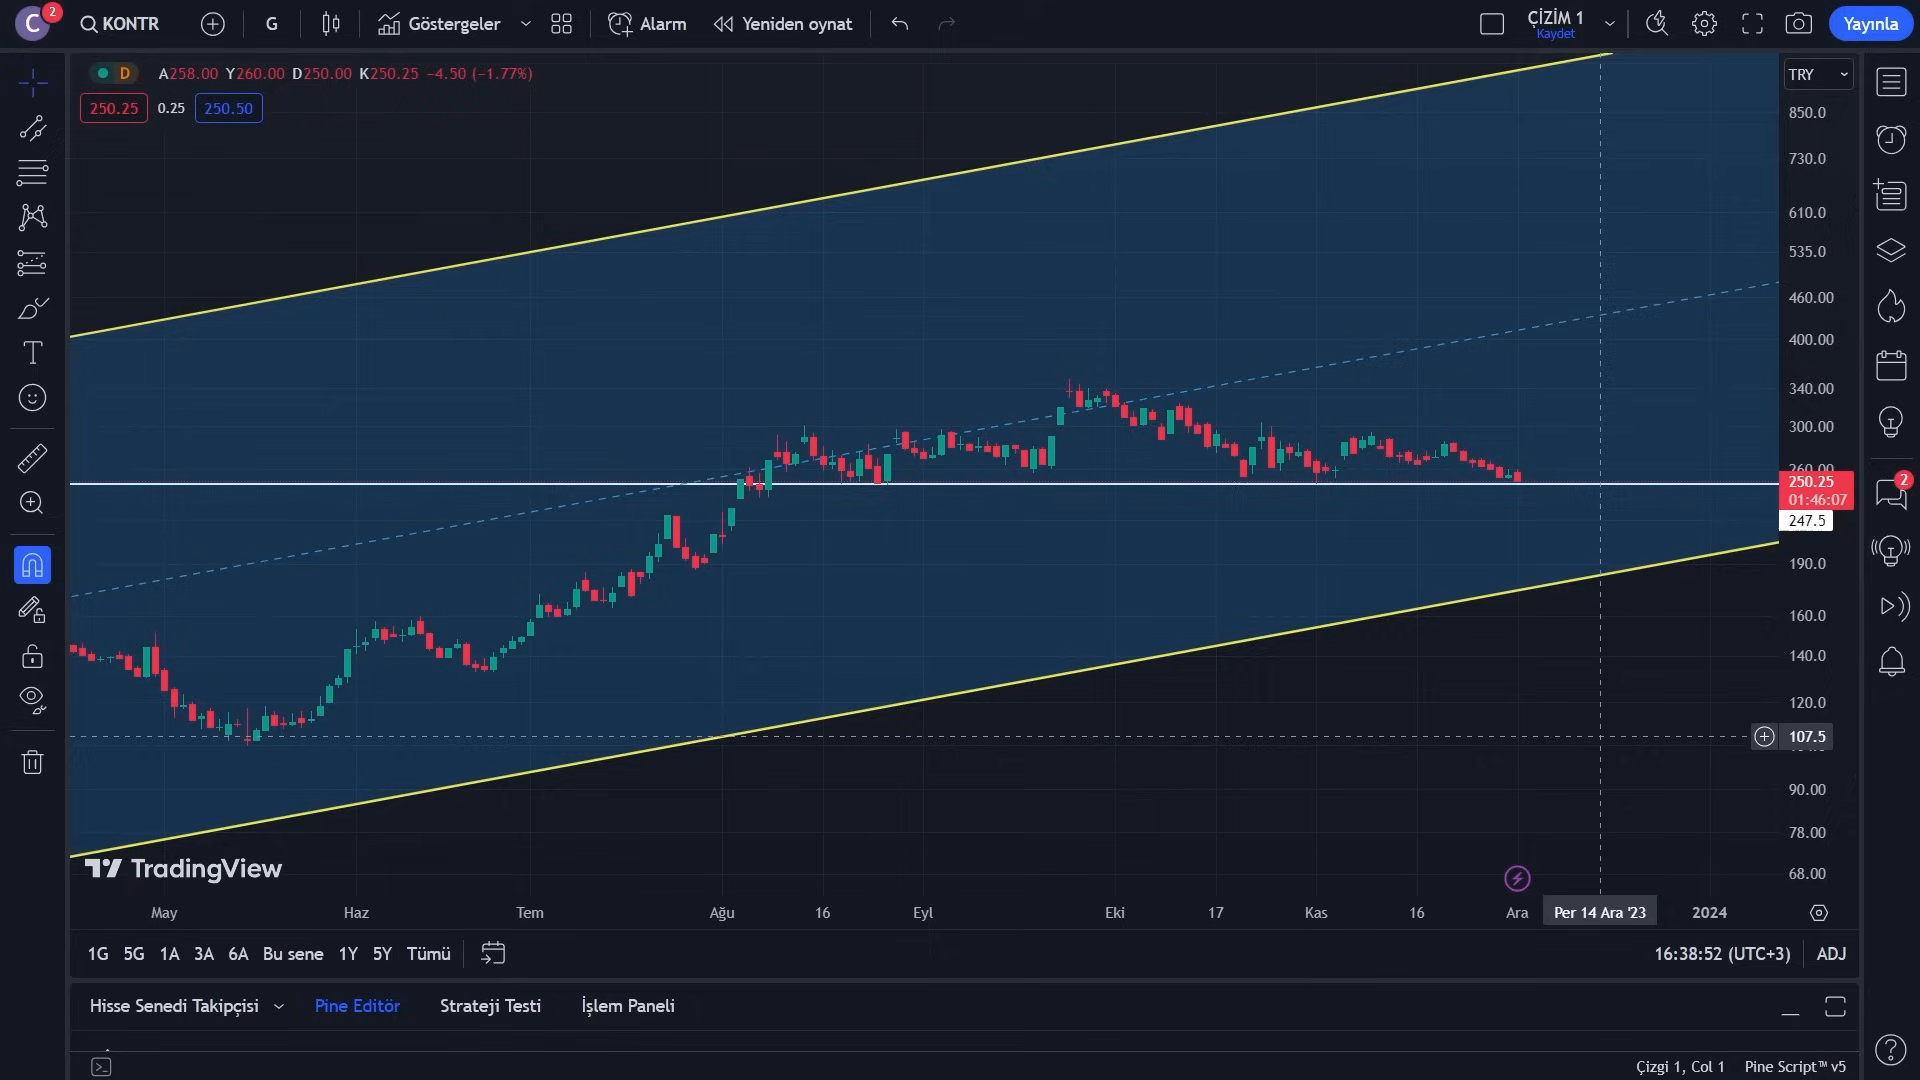 C
2
KONTR
G
Göstergeler
Alarm
Yeniden oynat
ÇİZİM 1
Kaydet
Yayınla
D
A258.00 Y260.00 D250.00 K250.25 −4.50 (−1.77%)
250.25
0.25
250.50
TRY
850.0
730.0
610.0
535.0
460.00
400.00
340.00
300.00
260.00
250.25
01:46:07
247.5
190.0
160.0
140.0
120.0
107.5
90.00
78.00
68.00
2
TradingView
May
Haz
Tem
Ağu
16
Eyl
Eki
17
Kas
16
Ara
Per 14 Ara '23
2024
1G 5G 1A 3A 6A Bu sene 1Y 5Y Tümü
16:38:52 (UTC+3)
ADJ
Hisse Senedi Takipçisi
Pine Editör
Strateji Testi
İşlem Paneli
Çizgi 1, Col 1
Pine Script™ v5